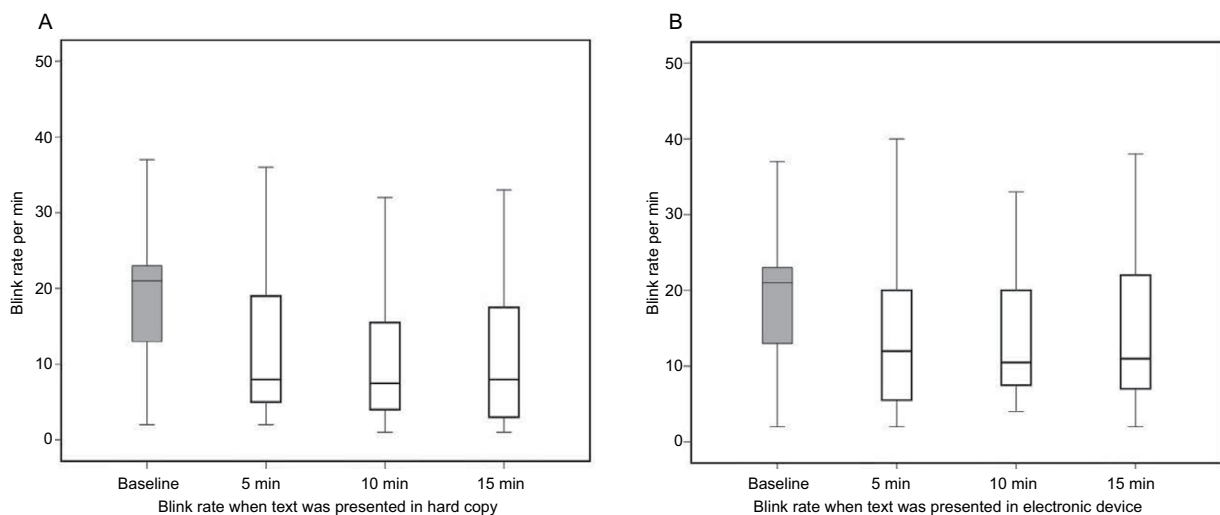 A
Blink rate per min
50
40
30
20
10
0
Baseline 5 min 10 min 15 min
Blink rate when text was presented in hard copy
B
Blink rate per min
50
40
30
20
10
0
Baseline 5 min 10 min 15 min
Blink rate when text was presented in electronic device